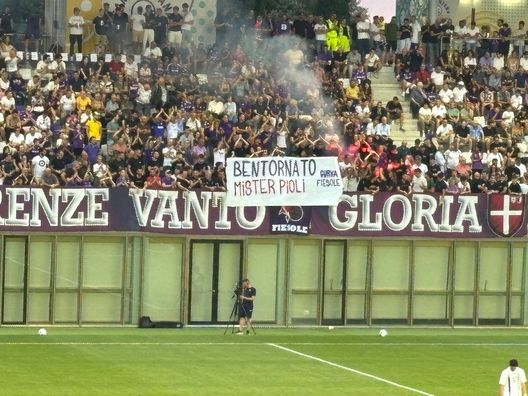 BENTORNATO
MISTER PIOLI
CURVA
FIESOLE
RENZE VANTO GLORIA
FIESOLE